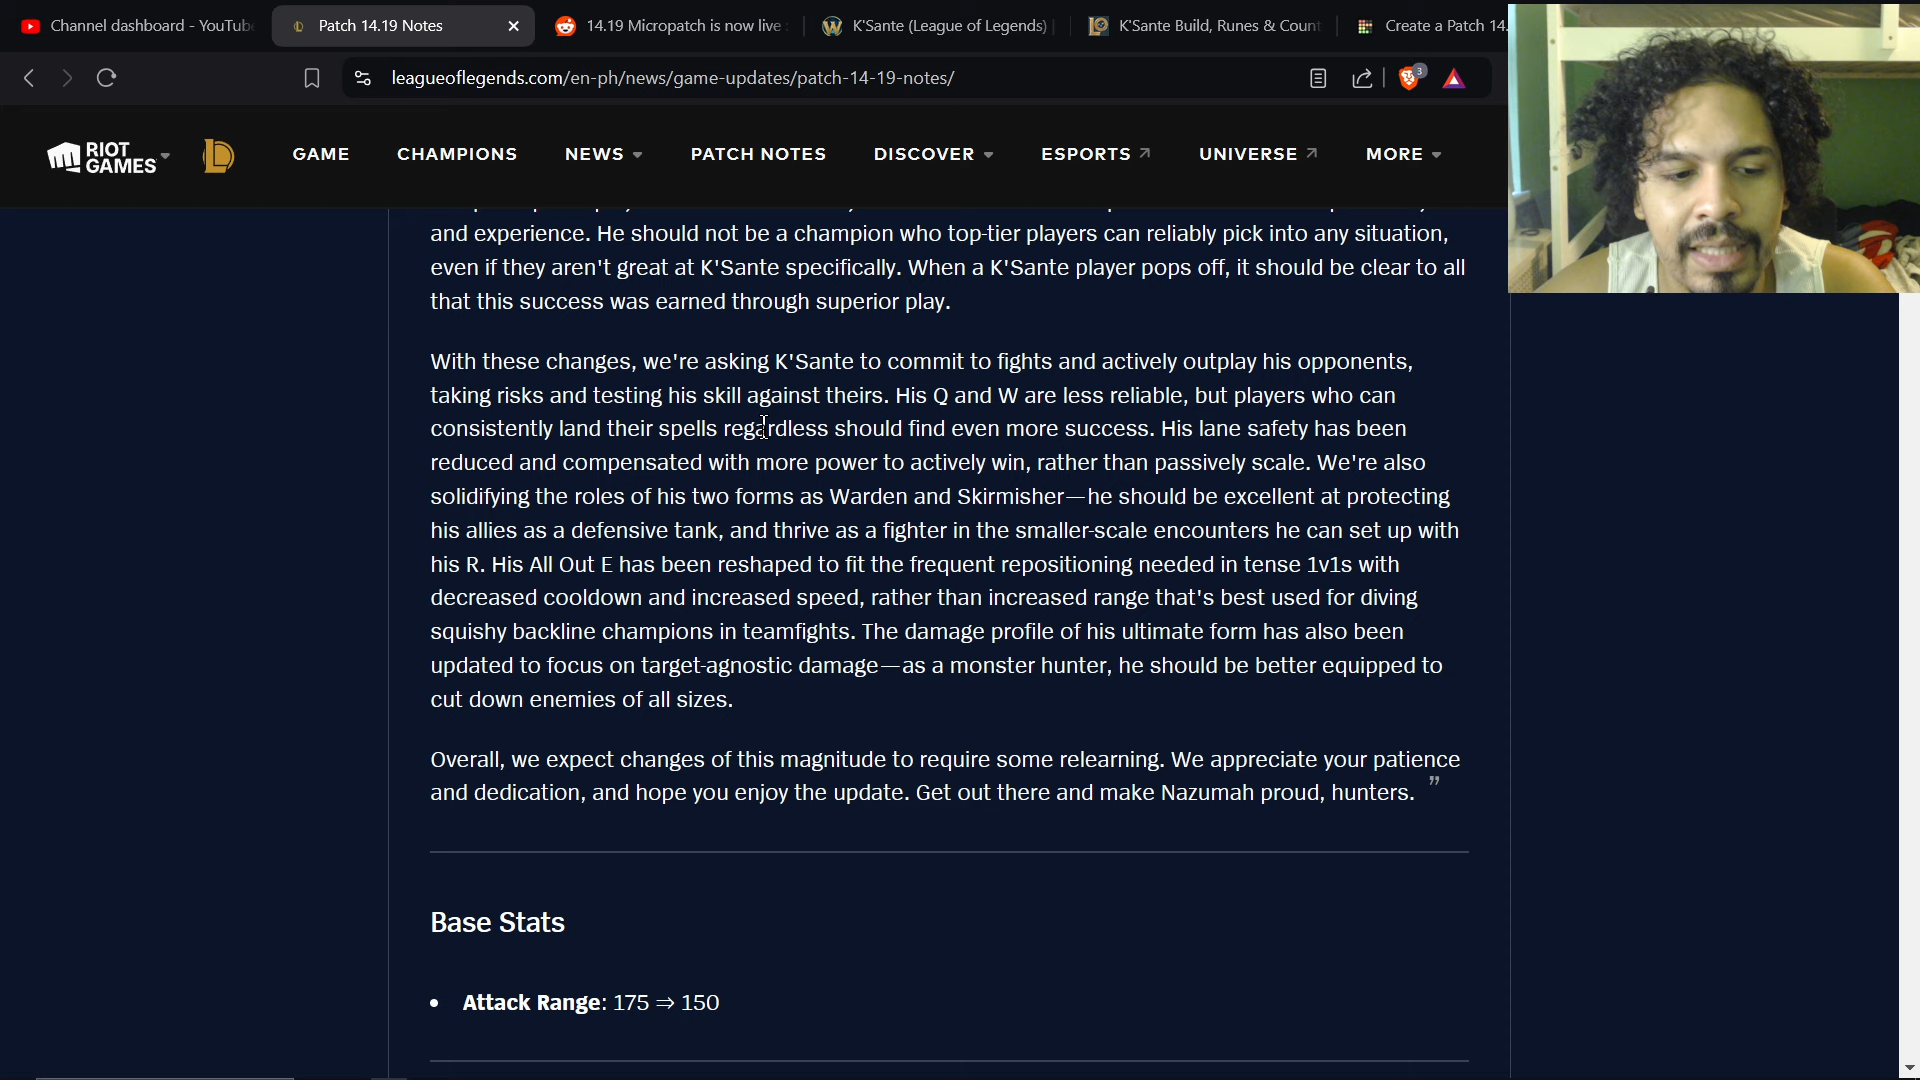 Channel dashboard - YouTub
Patch 14.19 Notes
14.19 Micropatch is now live
K'Sante (League of Legends)
K'Sante Build, Runes & Count
Create a Patch 14.
leagueoflegends.com/en-ph/news/game-updates/patch-14-19-notes/
3
RIOT GAMES
GAME
CHAMPIONS
NEWS
PATCH NOTES
DISCOVER
ESPORTS
UNIVERSE
MORE
and experience. He should not be a champion who top-tier players can reliably pick into any situation,
even if they aren't great at K'Sante specifically. When a K'Sante player pops off, it should be clear to all
that this success was earned through superior play.
With these changes, we're asking K'Sante to commit to fights and actively outplay his opponents,
taking risks and testing his skill against theirs. His Q and W are less reliable, but players who can
consistently land their spells regardless should find even more success. His lane safety has been
reduced and compensated with more power to actively win, rather than passively scale. We're also
solidifying the roles of his two forms as Warden and Skirmisher—he should be excellent at protecting
his allies as a defensive tank, and thrive as a fighter in the smaller-scale encounters he can set up with
his R. His All Out E has been reshaped to fit the frequent repositioning needed in tense 1v1s with
decreased cooldown and increased speed, rather than increased range that's best used for diving
squishy backline champions in teamfights. The damage profile of his ultimate form has also been
updated to focus on target-agnostic damage—as a monster hunter, he should be better equipped to
cut down enemies of all sizes.
Overall, we expect changes of this magnitude to require some relearning. We appreciate your patience
and dedication, and hope you enjoy the update. Get out there and make Nazumah proud, hunters. ”
Base Stats
• Attack Range: 175 ⇒ 150